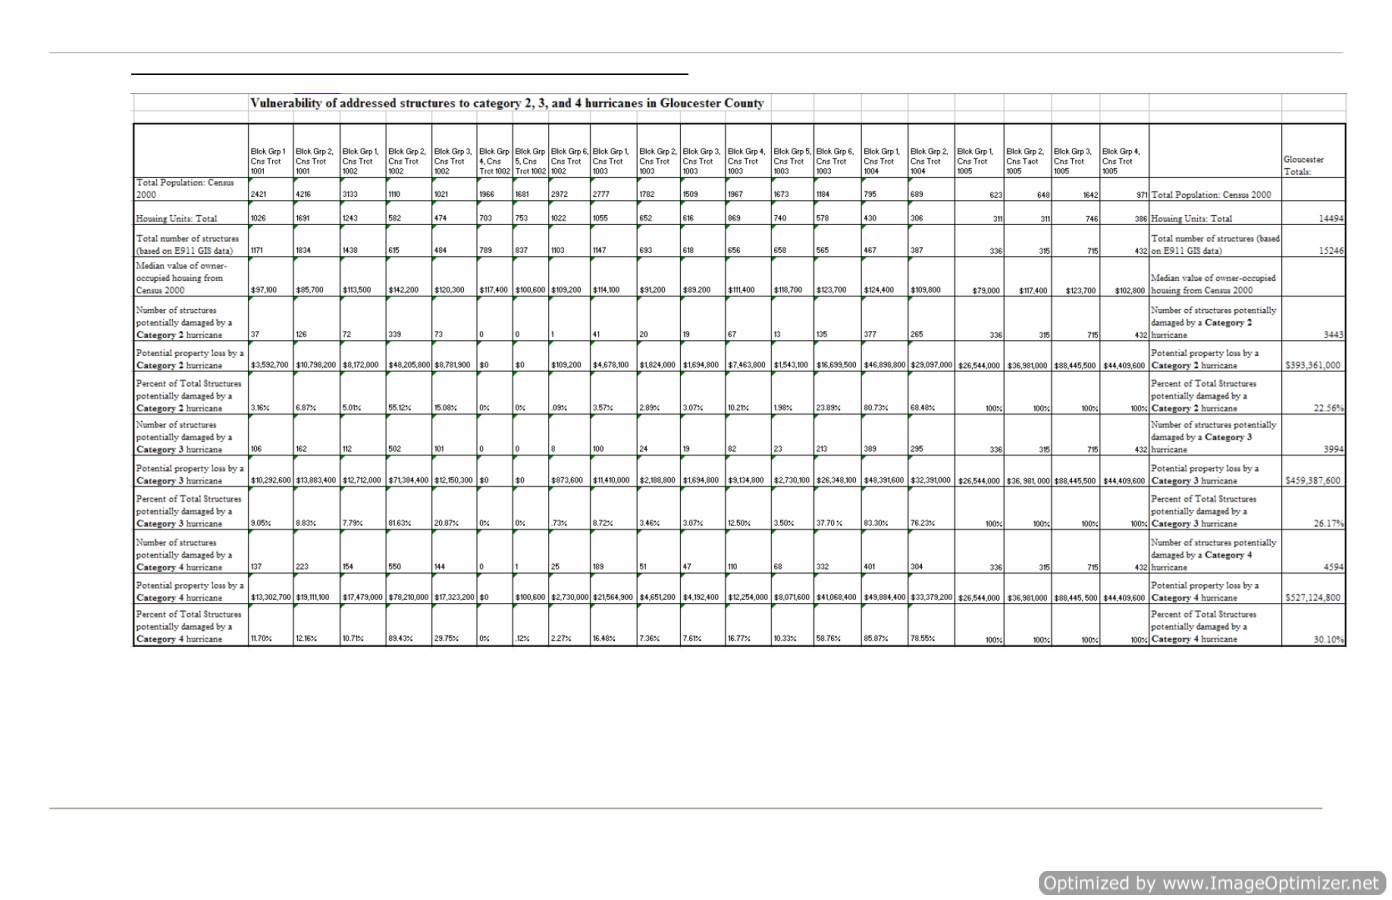 Vulnerability of addressed structures to category 2, 3, and 4 hurricanes in Gloucester County
Blck Grp 1 Cns Trct 1001 Blck Grp 2, Cns Trct 1001 Blck Grp 1, Cns Trct 1002 Blck Grp 2, Cns Trct 1002 Blck Grp 3, Cns Trct 1002 Blck Grp 4, Cns Trct 1002 Blck Grp 5, Cns Trct 1002 Blck Grp 6, Cns Trct 1002 Blck Grp 1, Cns Trct 1003 Blck Grp 2, Cns Trct 1003 Blck Grp 3, Cns Trct 1003 Blck Grp 4, Cns Trct 1003 Blck Grp 5, Cns Trct 1003 Blck Grp 6, Cns Trct 1003 Blck Grp 1, Cns Trct 1004 Blck Grp 2, Cns Trct 1004 Blck Grp 1, Cns Trct 1005 Blck Grp 2, Cns Tact 1005 Blck Grp 3, Cns Trct 1005 Blck Grp 4, Cns Trct 1005 Gloucester Totals:
Total Population: Census 2000 2421 4216 3133 1110 1021 1966 1681 2972 2777 1782 1509 1967 1673 1184 795 689 623 648 1642 971 Total Population: Census 2000
Housing Units: Total 1026 1691 1243 582 474 703 753 1022 1055 652 616 869 740 578 430 306 311 311 746 386 Housing Units: Total 14494
Total number of structures (based on E911 GIS data) 1171 1834 1438 615 484 789 837 1103 1147 693 618 656 658 565 467 387 336 315 715 432 Total number of structures (based on E911 GIS data) 15246
Median value of owner-occupied housing from Census 2000 $97,100 $85,700 $113,500 $142,200 $120,300 $117,400 $100,600 $109,200 $114,100 $91,200 $89,200 $111,400 $118,700 $123,700 $124,400 $109,800 $79,000 $117,400 $123,700 $102,800 Median value of owner-occupied housing from Census 2000
Number of structures potentially damaged by a Category 2 hurricane 37 126 72 339 73 0 0 1 41 20 19 67 13 135 377 265 336 315 715 432 Number of structures potentially damaged by a Category 2 hurricane 3443
Potential property loss by a Category 2 hurricane $3,592,700 $10,798,200 $8,172,000 $48,205,800 $8,781,900 $0 $0 $109,200 $4,678,100 $1,824,000 $1,694,800 $7,463,800 $1,543,100 $16,699,500 $46,898,800 $29,097,000 $26,544,000 $36,981,000 $88,445,500 $44,409,600 Potential property loss by a Category 2 hurricane $393,361,000
Percent of Total Structures potentially damaged by a Category 2 hurricane 3.16% 6.87% 5.01% 55.12% 15.08% 0% 0% .09% 3.57% 2.89% 3.07% 10.21% 1.98% 23.89% 80.73% 68.48% 100% 100% 100% 100% Percent of Total Structures potentially damaged by a Category 2 hurricane 22.56%
Number of structures potentially damaged by a Category 3 hurricane 106 162 112 502 101 0 0 8 100 24 19 82 23 213 389 295 336 315 715 432 Number of structures potentially damaged by a Category 3 hurricane 3994
Potential property loss by a Category 3 hurricane $10,292,600 $13,883,400 $12,712,000 $71,384,400 $12,150,300 $0 $0 $873,600 $11,410,000 $2,188,800 $1,694,800 $9,134,800 $2,730,100 $26,348,100 $48,391,600 $32,391,000 $26,544,000 $36, 981, 000 $88,445,500 $44,409,600 Potential property loss by a Category 3 hurricane $459,387,600
Percent of Total Structures potentially damaged by a Category 3 hurricane 9.05% 8.83% 7.79% 81.63% 20.87% 0% 0% .73% 8.72% 3.46% 3.07% 12.50% 3.50% 37.70 % 83.30% 76.23% 100% 100% 100% 100% Percent of Total Structures potentially damaged by a Category 3 hurricane 26.17%
Number of structures potentially damaged by a Category 4 hurricane 137 223 154 550 144 0 1 25 189 51 47 110 68 332 401 304 336 315 715 432 Number of structures potentially damaged by a Category 4 hurricane 4594
Potential property loss by a Category 4 hurricane $13,302,700 $19,111,100 $17,479,000 $78,210,000 $17,323,200 $0 $100,600 $2,730,000 $21,564,900 $4,651,200 $4,192,400 $12,254,000 $8,071,600 $41,068,400 $49,884,400 $33,379,200 $26,544,000 $36,981,000 $88,445, 500 $44,409,600 Potential property loss by a Category 4 hurricane $527,124,800
Percent of Total Structures potentially damaged by a Category 4 hurricane 11.70% 12.16% 10.71% 89.43% 29.75% 0% .12% 2.27% 16.48% 7.36% 7.61% 16.77% 10.33% 58.76% 85.87% 78.55% 100% 100% 100% 100% Percent of Total Structures potentially damaged by a Category 4 hurricane 30.10%
Optimized by www.ImageOptimizer.net